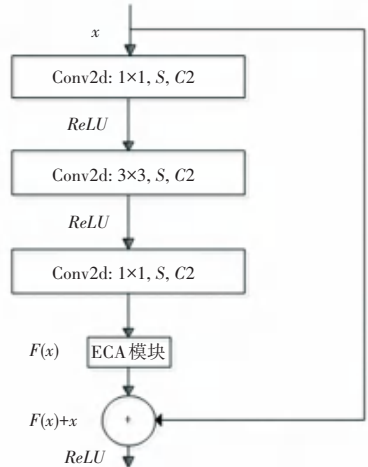 x
Conv2d: 1×1, S, C2
ReLU
Conv2d: 3×3, S, C2
ReLU
Conv2d: 1×1, S, C2
F(x)
ECA模块
F(x)+x
+
ReLU